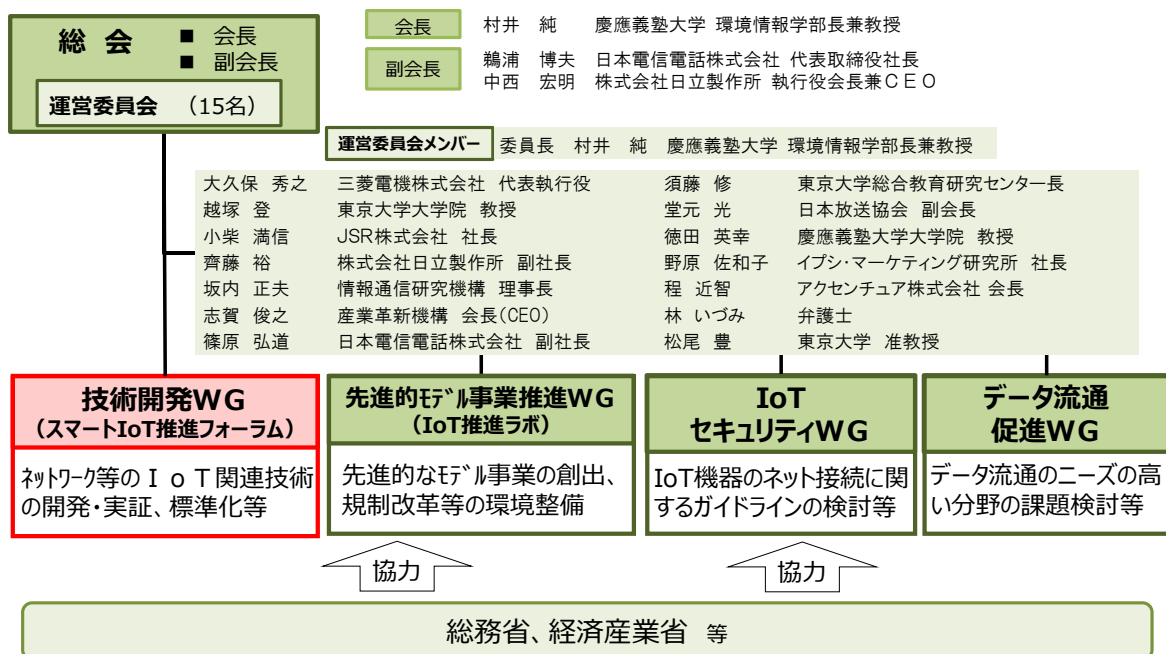 総 会
■ 会長
■ 副会長
運営委員会 （15名）
会長 村井 純 慶應義塾大学 環境情報学部長兼教授
副会長 鵜浦 博夫 日本電信電話株式会社 代表取締役社長
中西 宏明 株式会社日立製作所 執行役会長兼CEO
運営委員会メンバー 委員長 村井 純 慶應義塾大学 環境情報学部長兼教授
大久保 秀之 三菱電機株式会社 代表執行役
越塚 登 東京大学大学院 教授
小柴 満信 JSR株式会社 社長
齊藤 裕 株式会社日立製作所 副社長
坂内 正夫 情報通信研究機構 理事長
志賀 俊之 産業革新機構 会長(CEO)
篠原 弘道 日本電信電話株式会社 副社長
須藤 修 東京大学総合教育研究センター長
堂元 光 日本放送協会 副会長
徳田 英幸 慶應義塾大学大学院 教授
野原 佐和子 イプシ・マーケティング研究所 社長
程 近智 アクセンチュア株式会社 会長
林 いづみ 弁護士
松尾 豊 東京大学 准教授
技術開発WG
（スマートIoT推進フォーラム）
ﾈｯﾄﾜｰｸ等のＩｏＴ関連技術
の開発・実証、標準化等
先進的ﾓﾃﾞﾙ事業推進WG
（IoT推進ラボ）
先進的なﾓﾃﾞﾙ事業の創出、
規制改革等の環境整備
IoT
セキュリティWG
IoT機器のネット接続に関
するガイドラインの検討等
データ流通
促進WG
データ流通のニーズの高
い分野の課題検討等
協力
協力
総務省、経済産業省 等